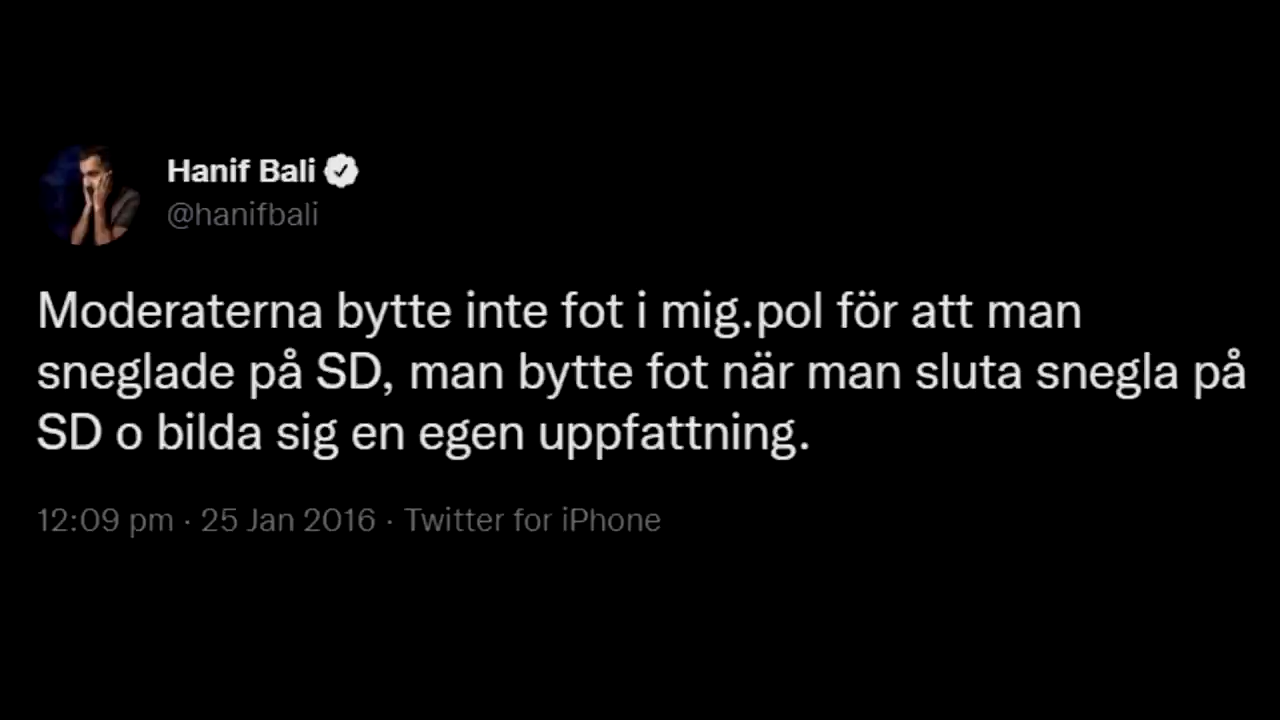 Hanif Bali
@hanifbali
Moderaterna bytte inte fot i mig.pol för att man
sneglade på SD, man bytte fot när man sluta snegla på
SD o bilda sig en egen uppfattning.
12:09 pm · 25 Jan 2016 · Twitter for iPhone